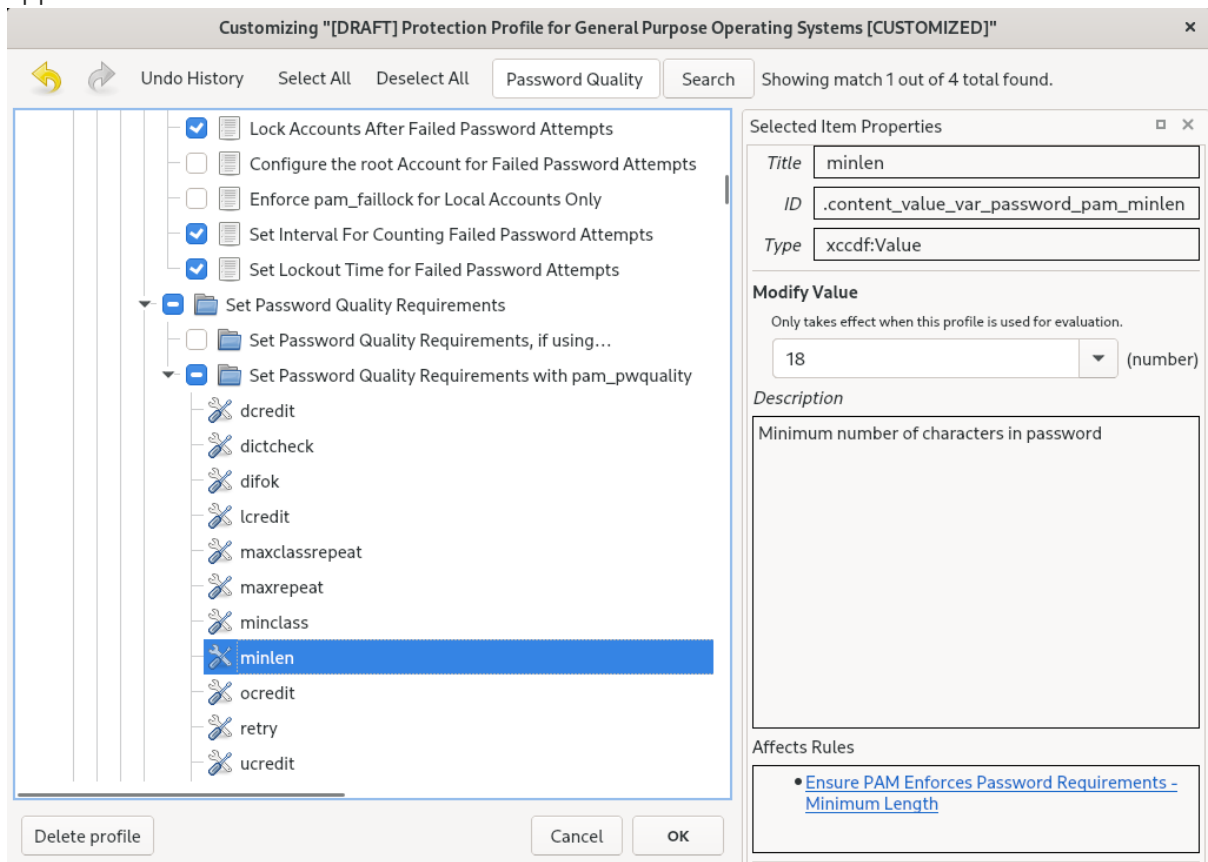 Customizing "[DRAFT] Protection Profile for General Purpose Operating Systems [CUSTOMIZED]"
Undo History Select All Deselect All Password Quality Search Showing match 1 out of 4 total found.
Lock Accounts After Failed Password Attempts
Configure the root Account for Failed Password Attempts
Enforce pam_faillock for Local Accounts Only
Set Interval For Counting Failed Password Attempts
Set Lockout Time for Failed Password Attempts
Set Password Quality Requirements
Set Password Quality Requirements, if using...
Set Password Quality Requirements with pam_pwquality
dcredit
dictcheck
difok
lcredit
maxclassrepeat
maxrepeat
minclass
minlen
ocredit
retry
ucredit
Delete profile Cancel OK
Selected Item Properties
Title minlen
ID .content_value_var_password_pam_minlen
Type xccdf:Value
Modify Value
Only takes effect when this profile is used for evaluation.
18 (number)
Description
Minimum number of characters in password
Affects Rules
Ensure PAM Enforces Password Requirements -
Minimum Length